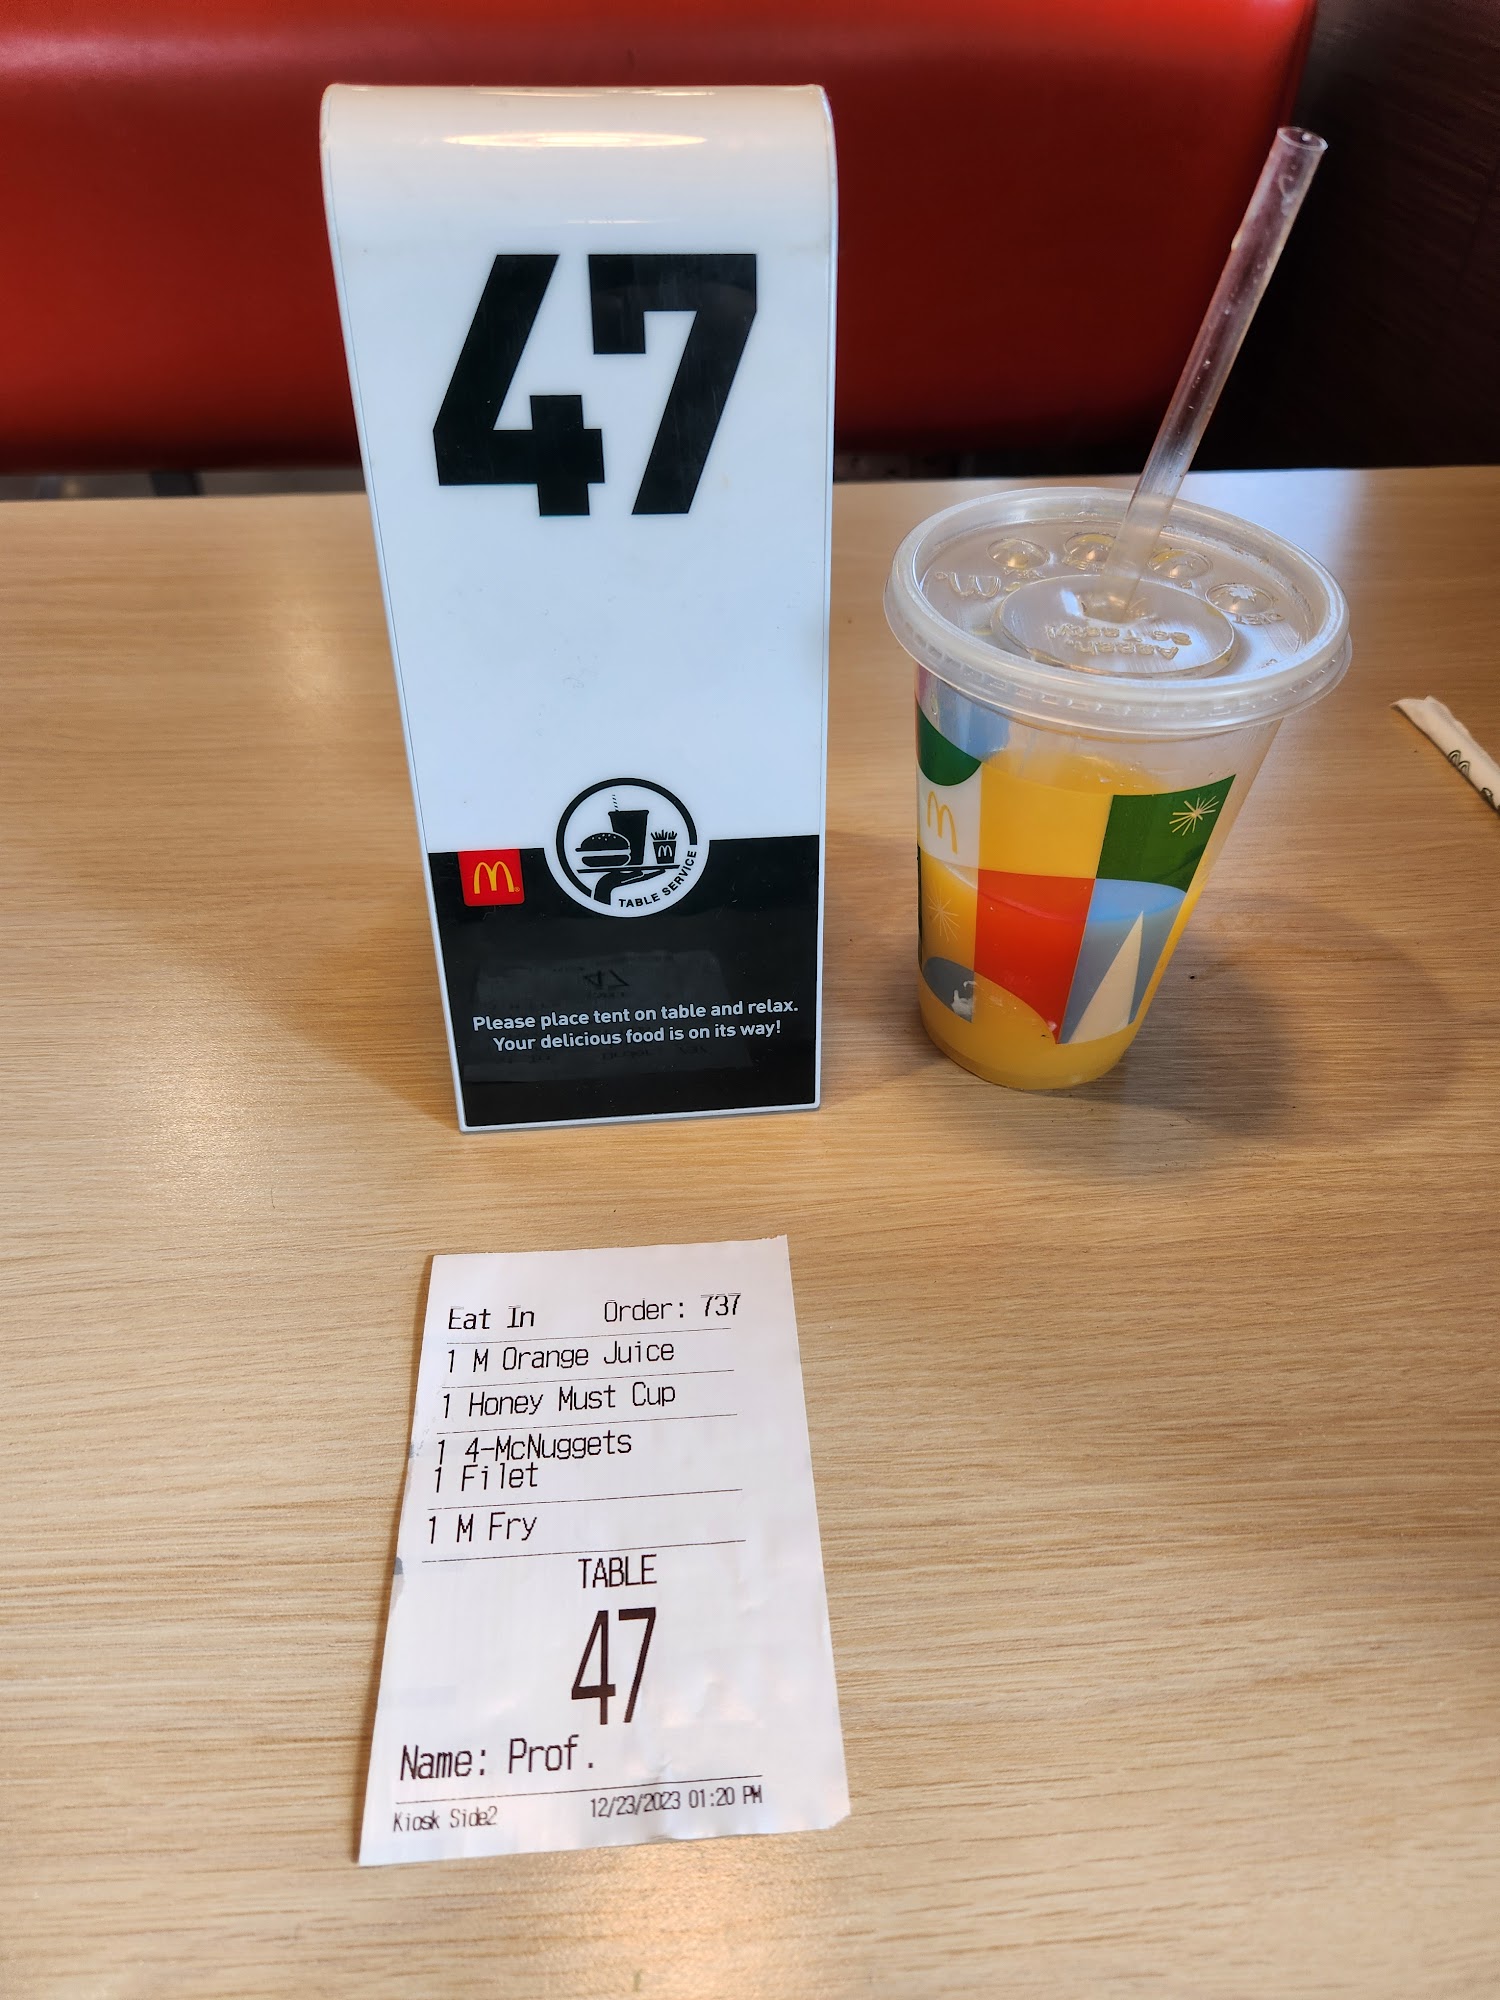 47
TABLE SERVICE
Please place tent on table and relax.
Your delicious food is on its way!
Eat In Order: 737
1 M Orange Juice
1 Honey Must Cup
1 4-McNuggets
1 Filet
1 M Fry
TABLE
47
Name: Prof.
Kiosk Side2 12/23/2023 01:20 PM